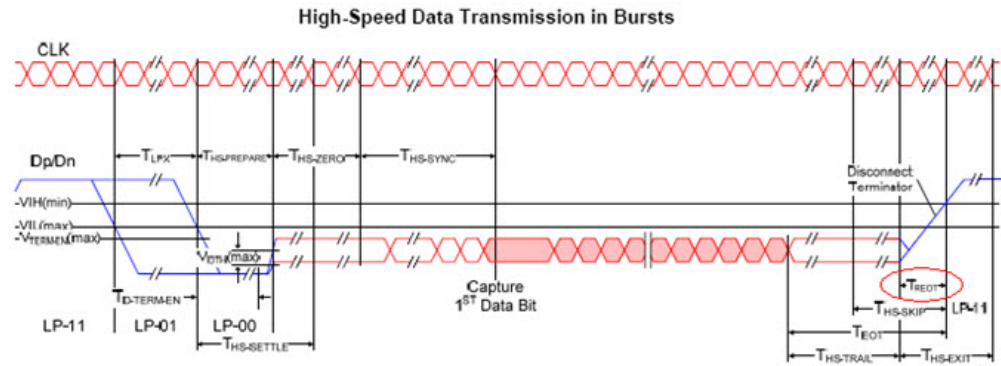 High-Speed Data Transmission in Bursts
CLK
Dp/Dn
TLPX
THS-PREPARE
THS-ZERO
THS-SYNC
Disconnect
Terminator
VIH(min)
VIL(max)
VTERM-EN(max)
VIDTH(max)
Capture
1ST Data Bit
TREOT
TD-TERM-EN
THS-SKIP
LP-11
LP-11
LP-01
LP-00
TEOT
THS-SETTLE
THS-TRAIL
THS-EXIT